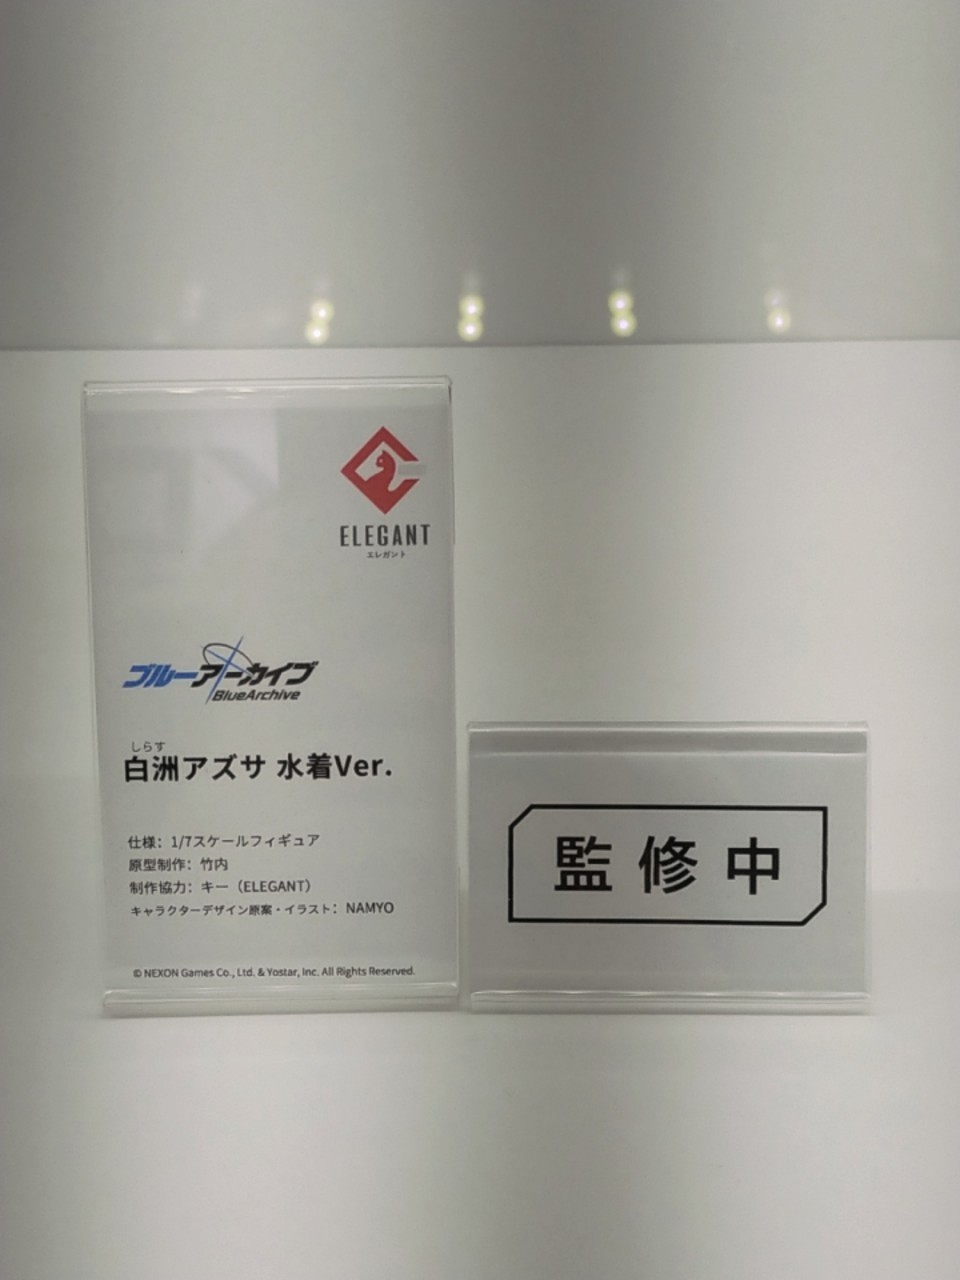 ELEGANT
エレガント
ブルーアーカイブ
BlueArchive
しらす
白洲アズサ 水着Ver.
仕様：1/7スケールフィギュア
原型制作：竹内
制作協力：キー（ELEGANT）
キャラクターデザイン原案・イラスト：NAMYO
© NEXON Games Co., Ltd. & Yostar, Inc. All Rights Reserved.
監修中